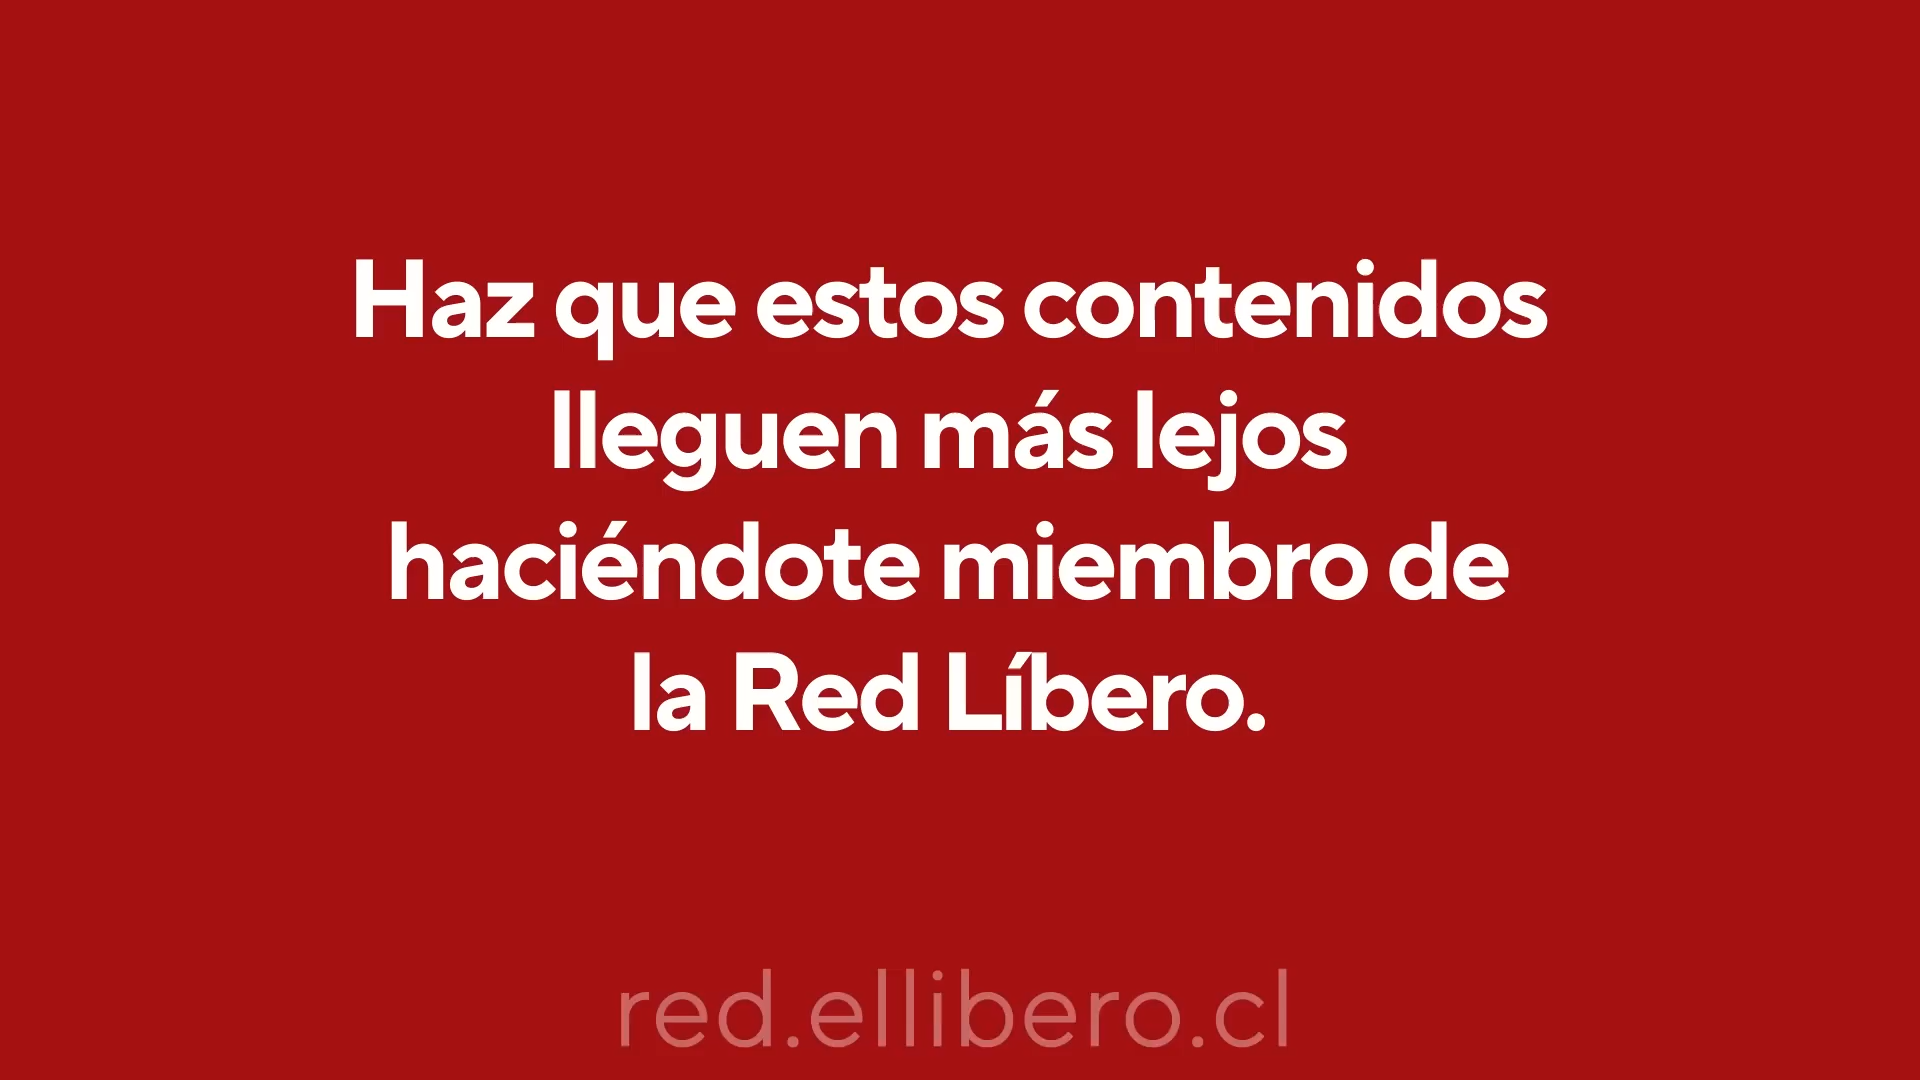 Haz que estos contenidos
lleguen más lejos
haciéndote miembro de
la Red Líbero.
red.ellibero.cl